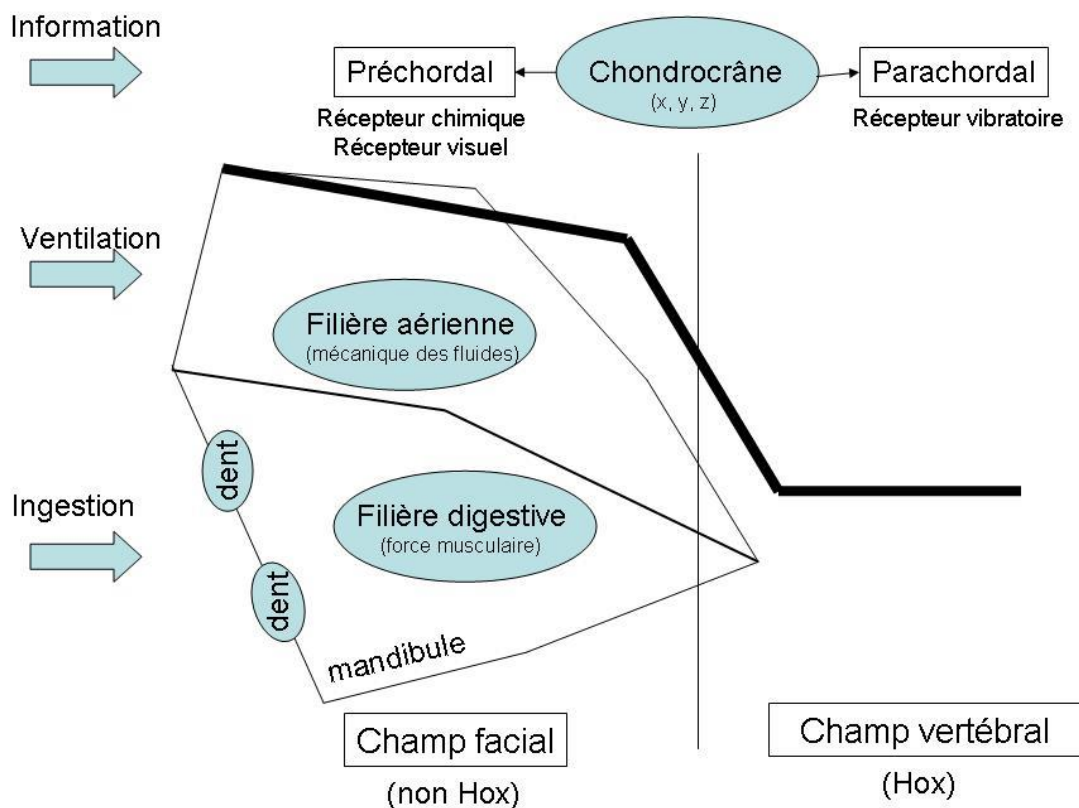 Information
Préchordal
Chondrocrâne
(x, y, z)
Parachordal
Récepteur chimique
Récepteur visuel
Récepteur vibratoire
Ventilation
Filière aérienne
(mécanique des fluides)
dent
Ingestion
Filière digestive
(force musculaire)
dent
mandibule
Champ facial
(non Hox)
Champ vertébral
(Hox)